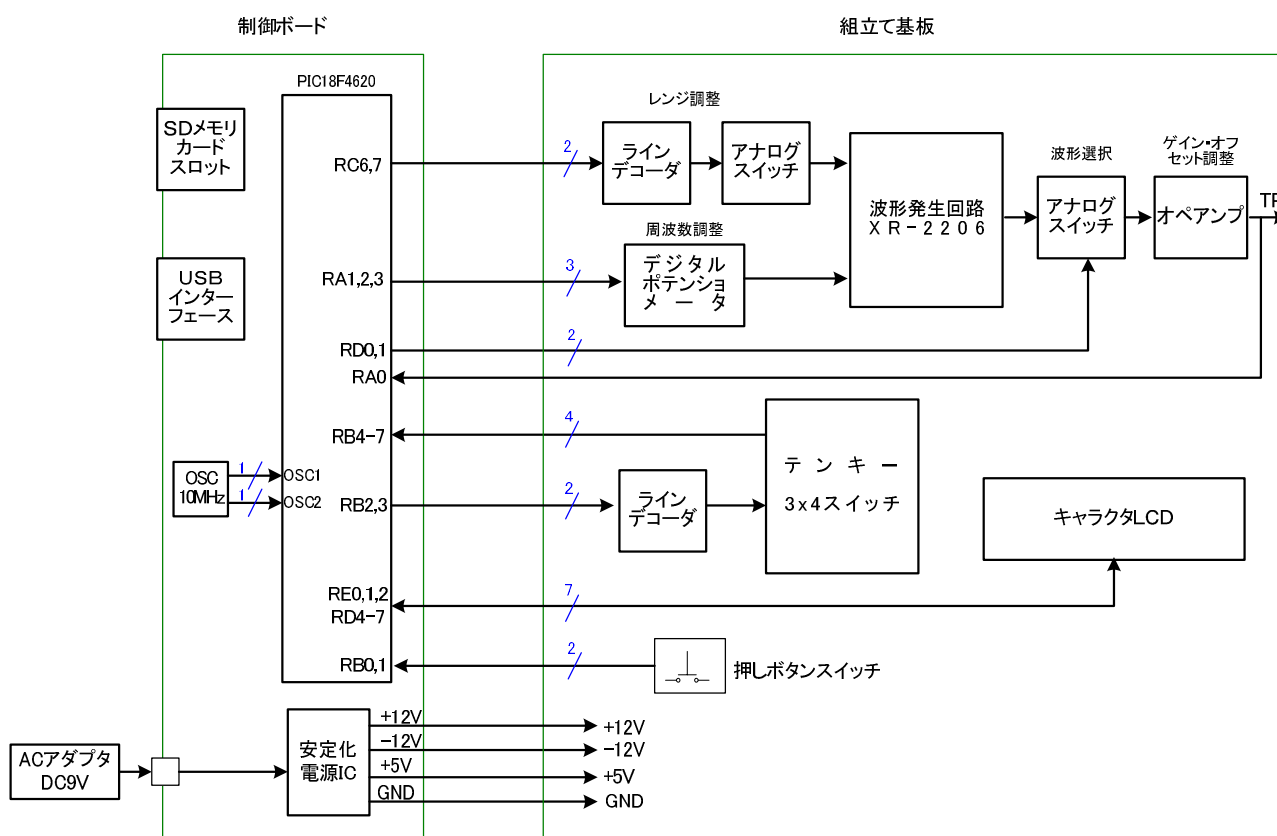 制御ボード
組立て基板
PIC18F4620
SDメモリ
カード
スロット
USB
インター
フェース
OSC
10MHz
1
1
OSC1
OSC2
RC6,7
RA1,2,3
RD0,1
RA0
RB4-7
RB2,3
RE0,1,2
RD4-7
RB0,1
2
3
2
4
2
7
2
レンジ調整
ライン
デコーダ
アナログ
スイッチ
周波数調整
デジタル
ポテンショ
メータ
波形発生回路
XR-2206
波形選択
アナログ
スイッチ
ゲイン・オフ
セット調整
オペアンプ
テンキー
3x4スイッチ
ライン
デコーダ
キャラクタLCD
押しボタンスイッチ
ACアダプタ
DC9V
安定化
電源IC
+12V
-12V
+5V
GND
+12V
-12V
+5V
GND